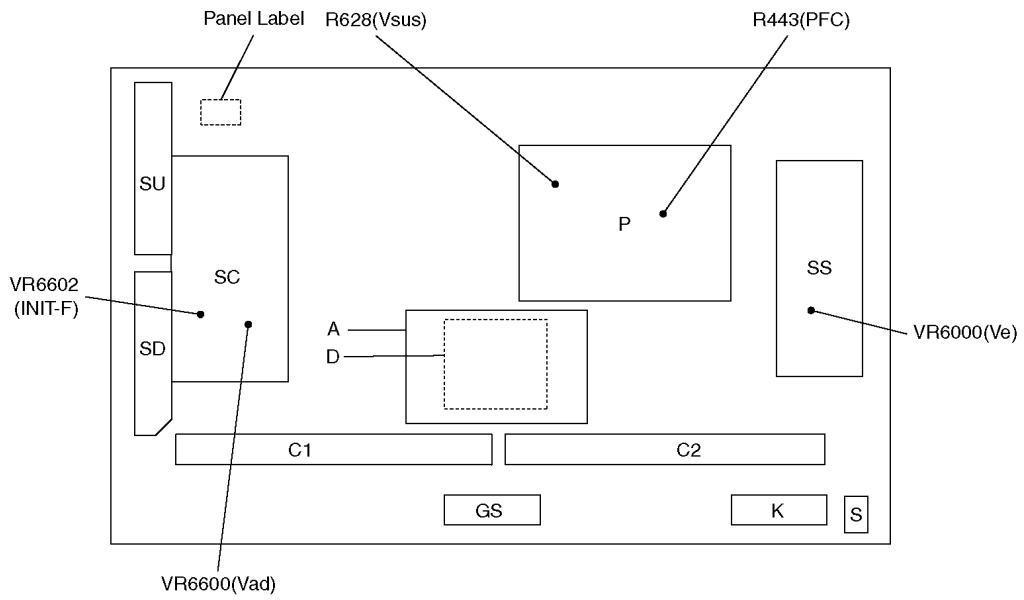 Panel Label
R628(Vsus)
R443(PFC)
SU
P
SC
SS
VR6602
(INIT-F)
A
VR6000(Ve)
SD
D
C1
C2
GS
K
S
VR6600(Vad)